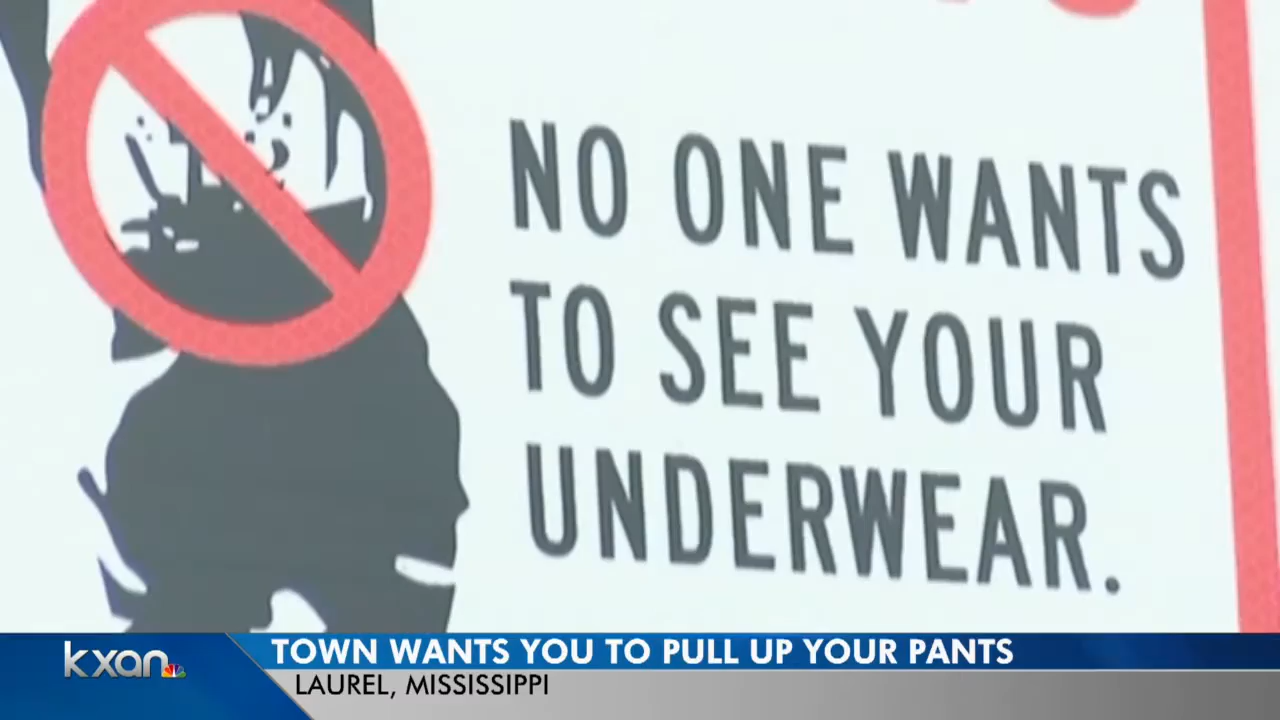 NO ONE WANTS
TO SEE YOUR
UNDERWEAR.
kxan
TOWN WANTS YOU TO PULL UP YOUR PANTS
LAUREL, MISSISSIPPI